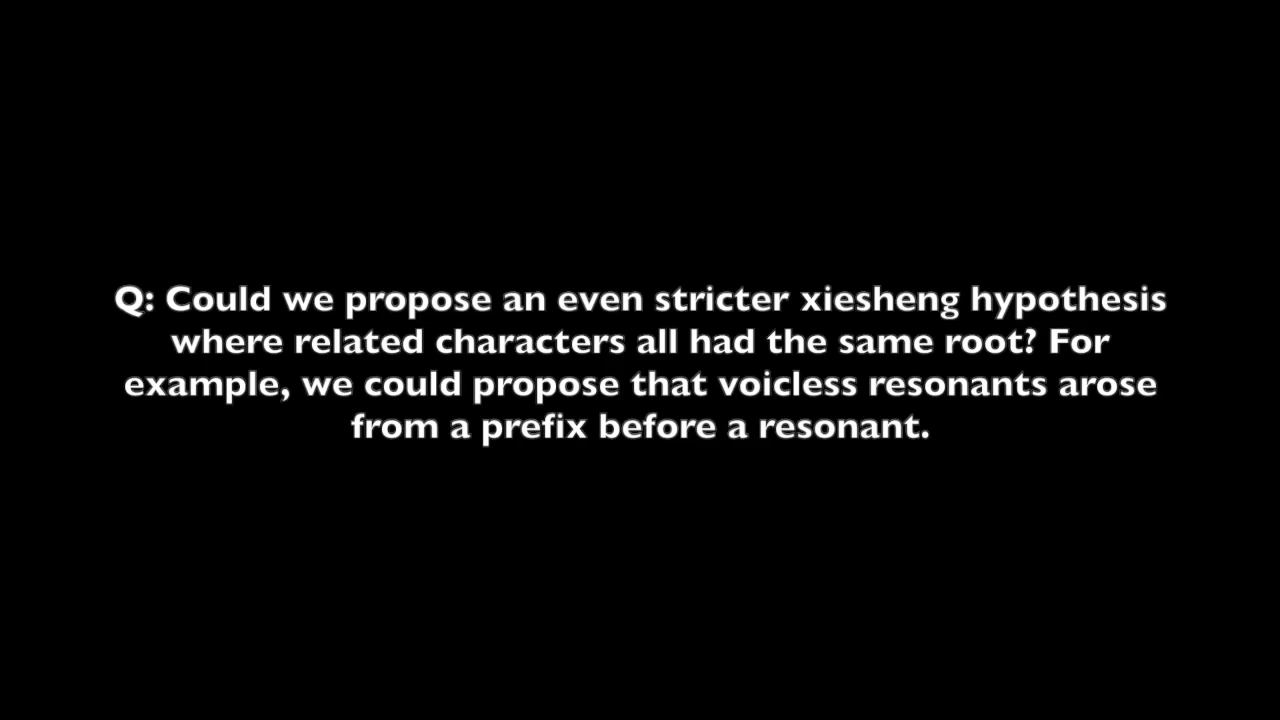 Q: Could we propose an even stricter xiesheng hypothesis
where related characters all had the same root? For
example, we could propose that voicless resonants arose
from a prefix before a resonant.